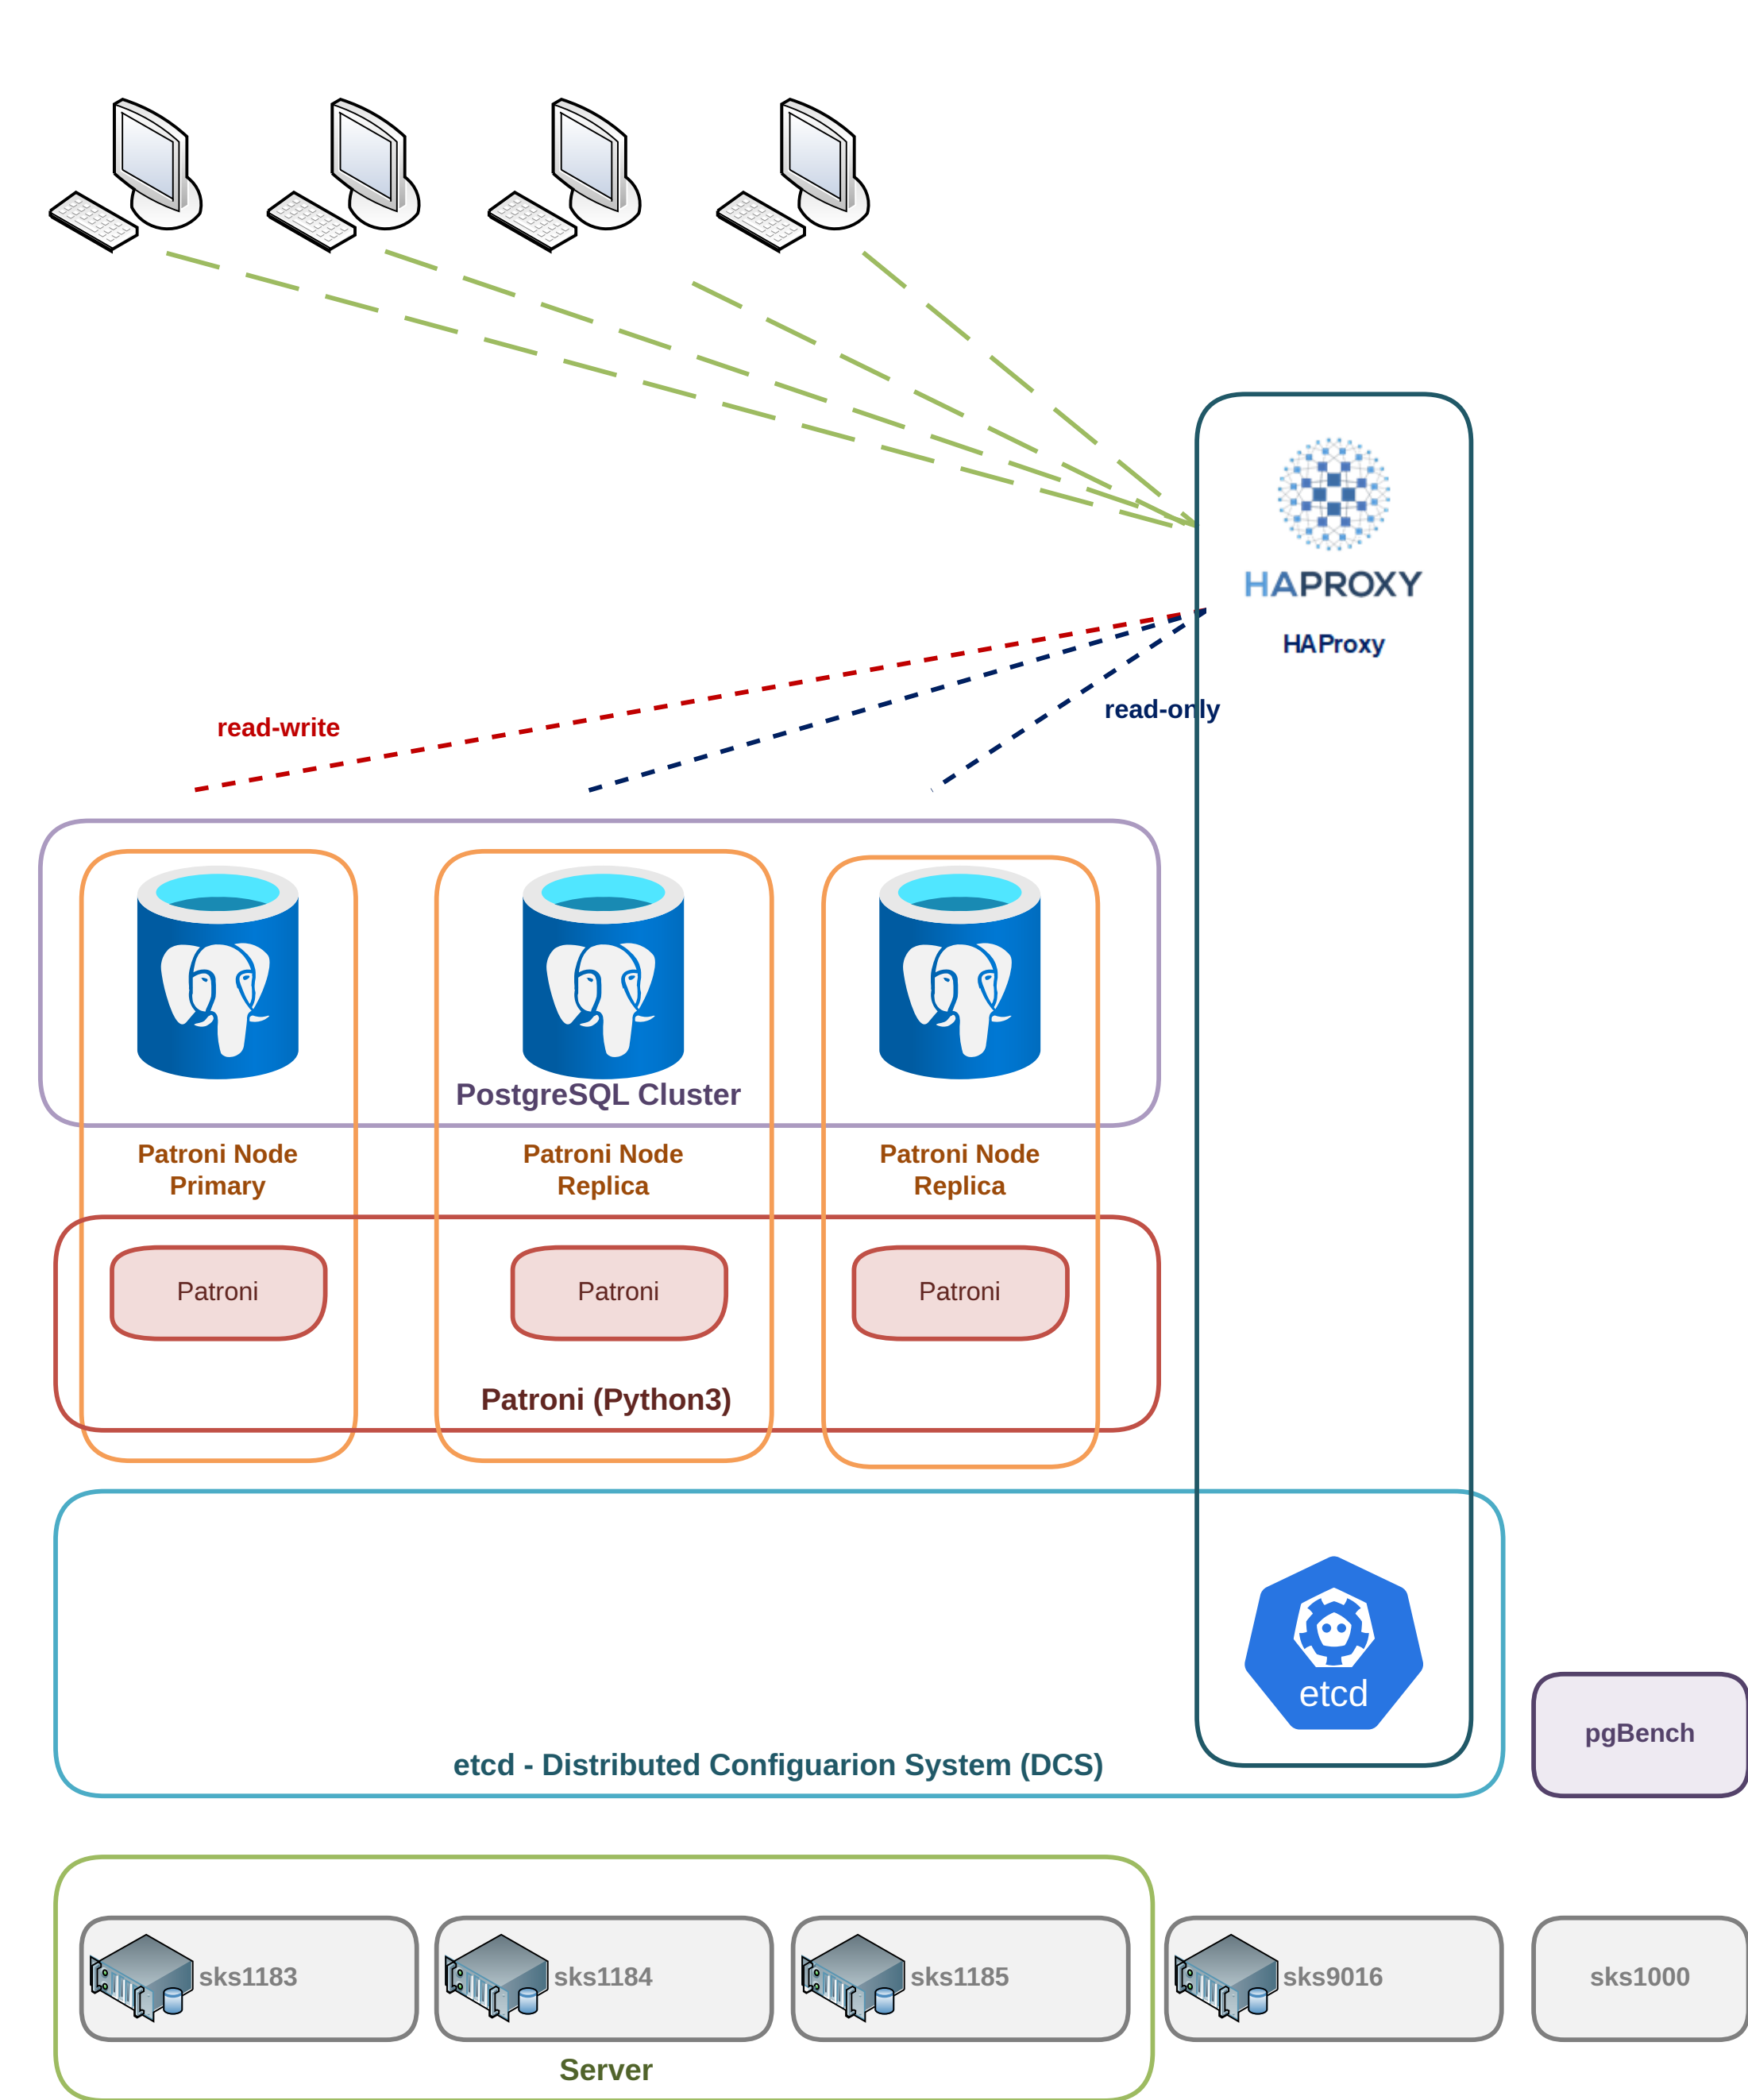 HAPROXY
HAProxy
read-write
read-only
PostgreSQL Cluster
Patroni Node
Primary
Patroni Node
Replica
Patroni Node
Replica
Patroni
Patroni
Patroni
Patroni (Python3)
etcd
etcd - Distributed Configuarion System (DCS)
pgBench
sks1183
sks1184
sks1185
sks9016
sks1000
Server